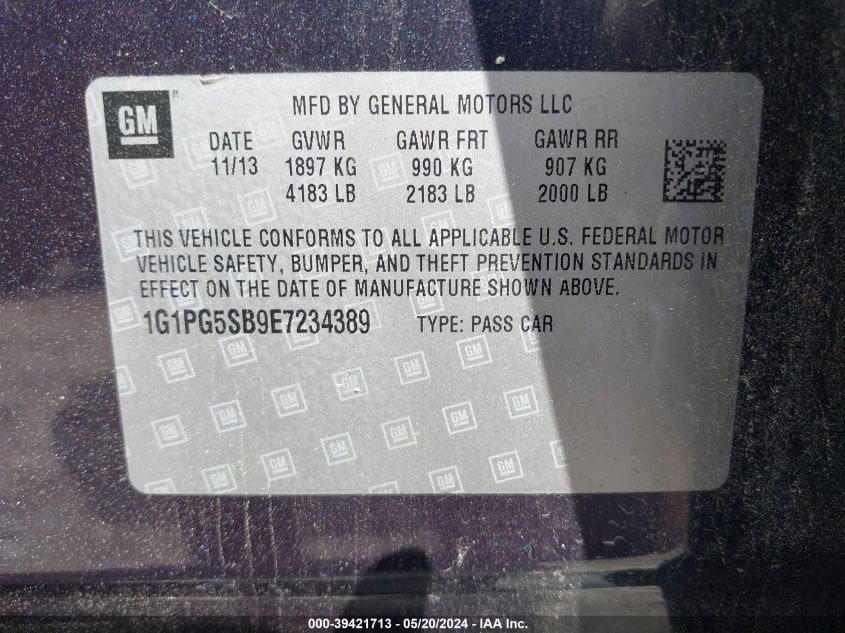 GM ®
MFD BY GENERAL MOTORS LLC
DATE GVWR GAWR FRT GAWR RR
11/13 1897 KG 990 KG 907 KG
4183 LB 2183 LB 2000 LB
THIS VEHICLE CONFORMS TO ALL APPLICABLE U.S. FEDERAL MOTOR
VEHICLE SAFETY, BUMPER, AND THEFT PREVENTION STANDARDS IN
EFFECT ON THE DATE OF MANUFACTURE SHOWN ABOVE.
1G1PG5SB9E7234389 TYPE: PASS CAR
000-39421713 - 05/20/2024 - IAA Inc.